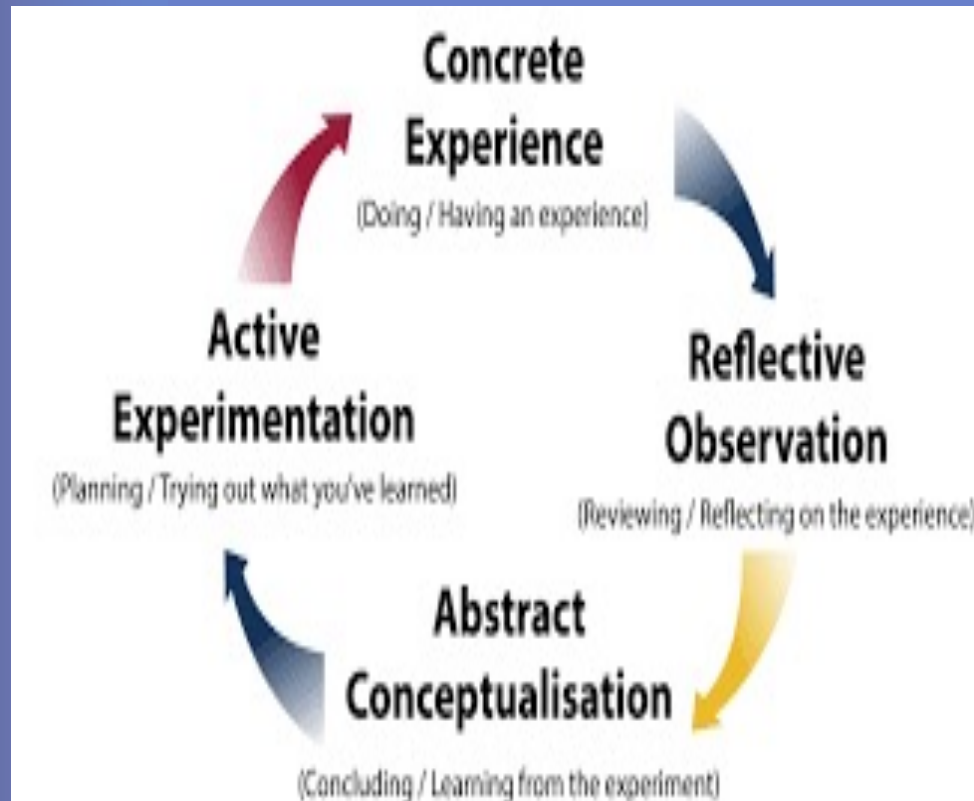 Concrete
Experience
(Doing / Having an experience)
Reflective
Observation
(Reviewing / Reflecting on the experience)
Abstract
Conceptualisation
(Concluding / Learning from the experiment)
Active
Experimentation
(Planning / Trying out what you've learned)